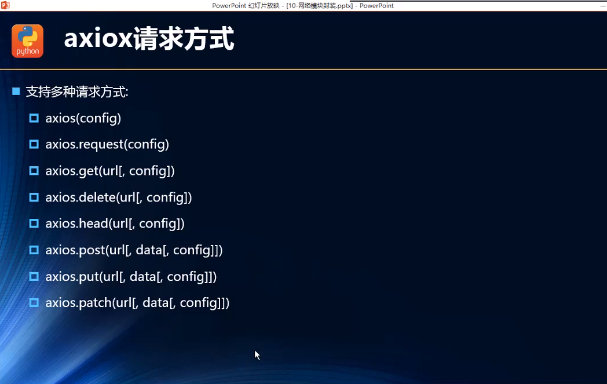 PowerPoint 幻灯片放映 - [10-网络模块封装.pptx] - PowerPoint
python
axiox请求方式
支持多种请求方式:
axios(config)
axios.request(config)
axios.get(url[, config])
axios.delete(url[, config])
axios.head(url[, config])
axios.post(url[, data[, config]])
axios.put(url[, data[, config]])
axios.patch(url[, data[, config]])